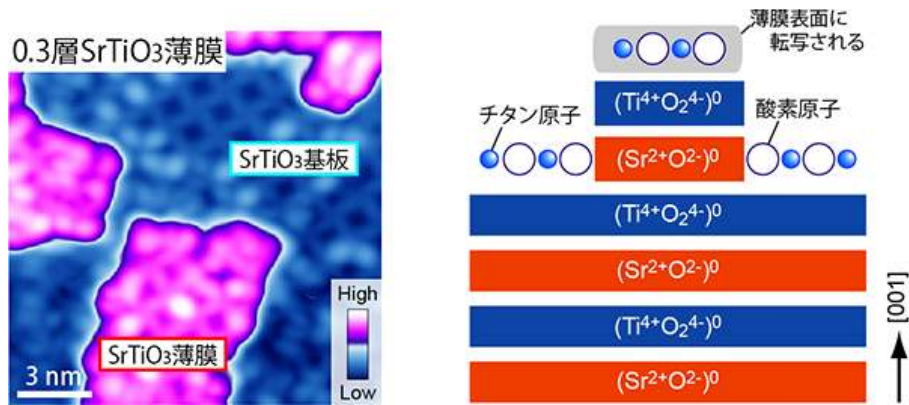 0.3層SrTiO3薄膜
SrTiO3基板
SrTiO3薄膜
3 nm
High
Low
薄膜表面に
転写される
チタン原子
酸素原子
(Ti4+O24-)0
(Sr2+O2-)0
(Ti4+O24-)0
(Sr2+O2-)0
(Ti4+O24-)0
(Sr2+O2-)0
[001]